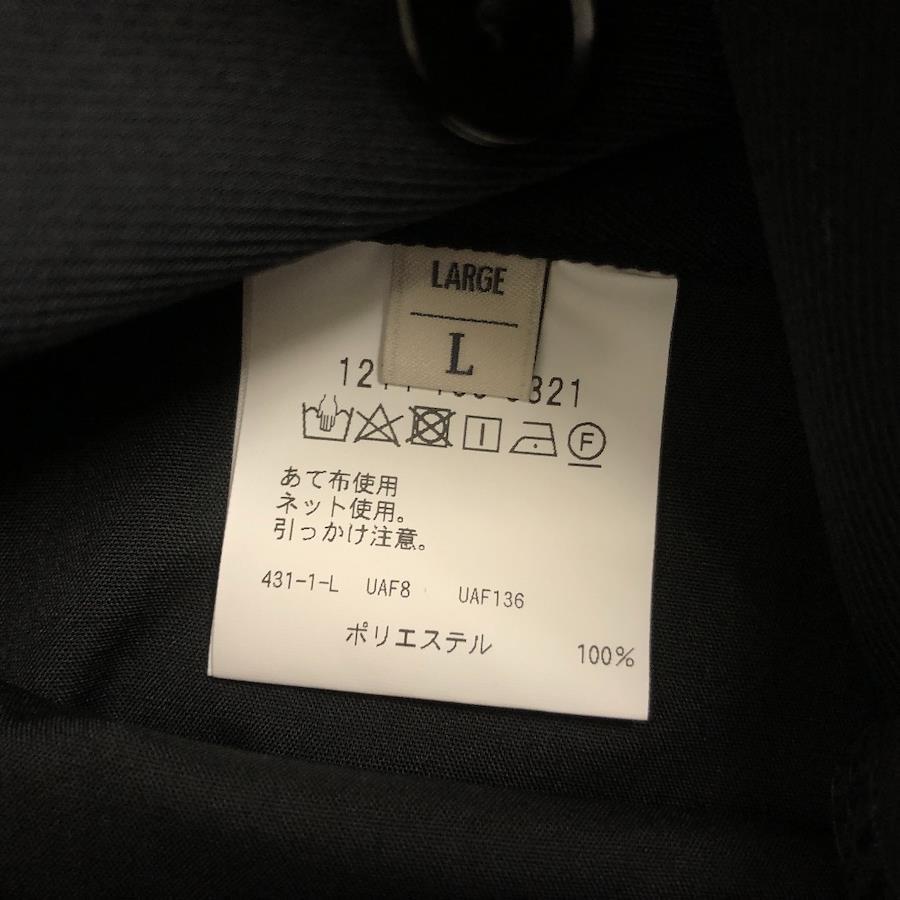 LARGE
L
Ⓕ
あて布使用
ネット使用。
引っかけ注意。
431-1-L UAF8 UAF136
ポリエステル 100%